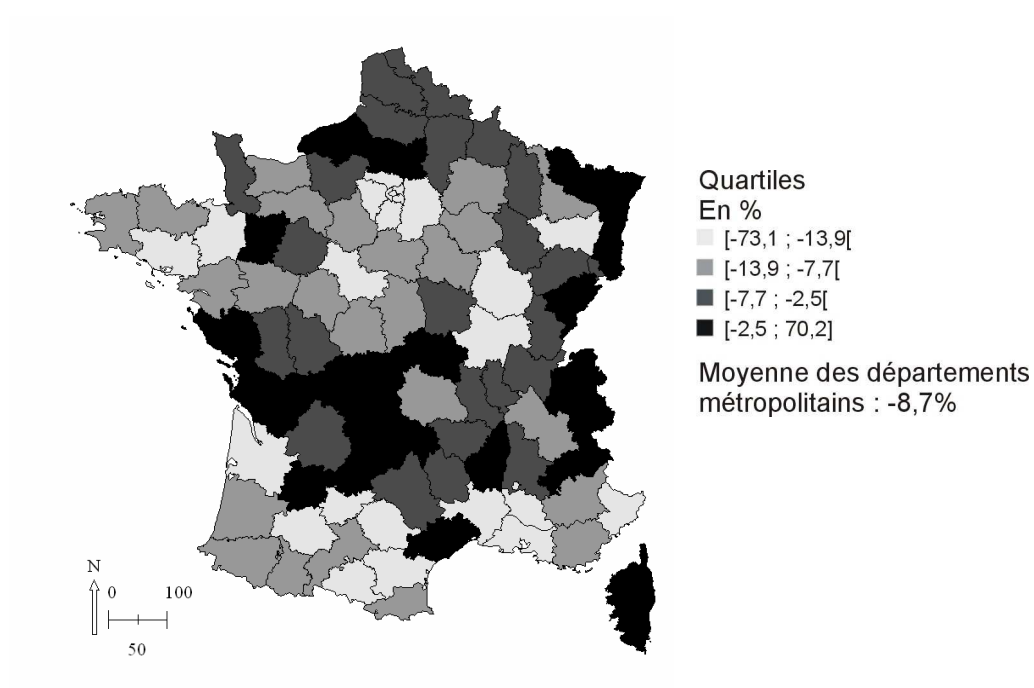 Quartiles
En %
[-73,1 ; -13,9[
[-13,9 ; -7,7[
[-7,7 ; -2,5[
[-2,5 ; 70,2]
Moyenne des départements
métropolitains : -8,7%
N
0 100
50